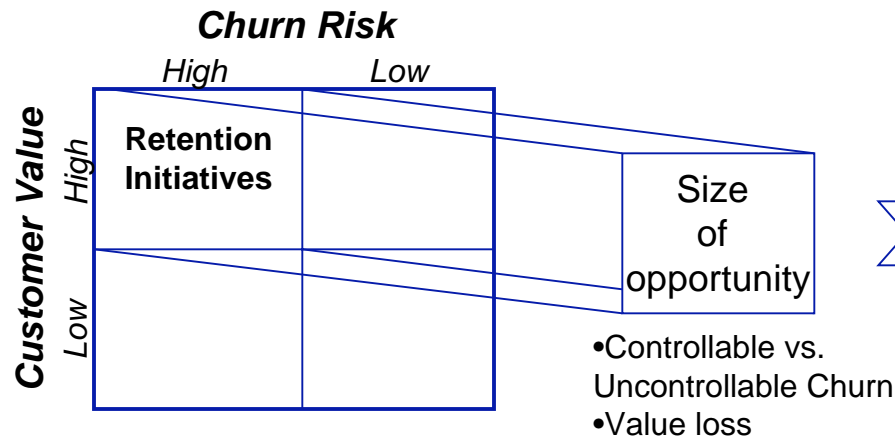 Churn Risk
High Low
Customer Value
High
Low
Retention
Initiatives
Size
of
opportunity
•Controllable vs.
Uncontrollable Churn
•Value loss